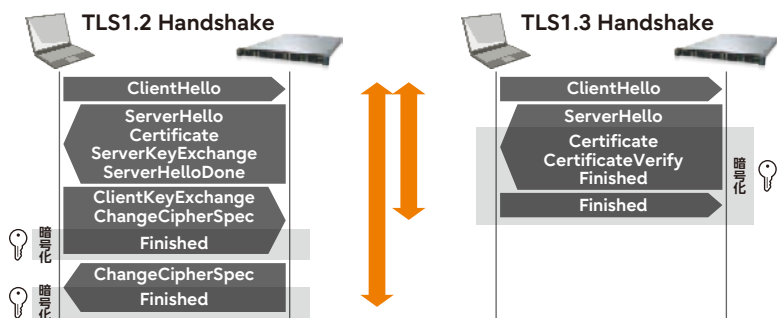 TLS1.2 Handshake
ClientHello
ServerHello
Certificate
ServerKeyExchange
ServerHelloDone
ClientKeyExchange
ChangeCipherSpec
暗号化
Finished
ChangeCipherSpec
暗号化
Finished
TLS1.3 Handshake
ClientHello
ServerHello
Certificate
CertificateVerify
Finished
Finished
暗号化